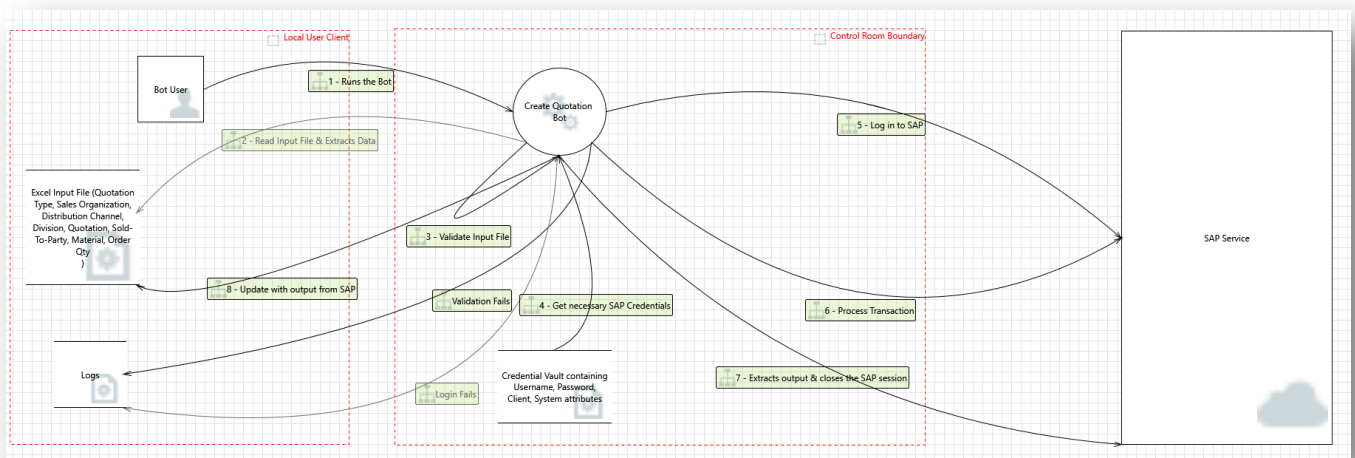 Local User Client
Control Room Boundary
Bot User
1 - Runs the Bot
Create Quotation
Bot
5 - Log in to SAP
2 - Read Input File & Extracts Data
Excel Input File (Quotation
Type, Sales Organization,
Distribution Channel,
Division, Quotation, Sold-
To-Party, Material, Order
Qty
)
3 - Validate Input File
SAP Service
8 - Update with output from SAP
Validation Fails
4 - Get necessary SAP Credentials
6 - Process Transaction
Logs
Credential Vault containing
Username, Password,
Client, System attributes
7 - Extracts output & closes the SAP session
Login Fails